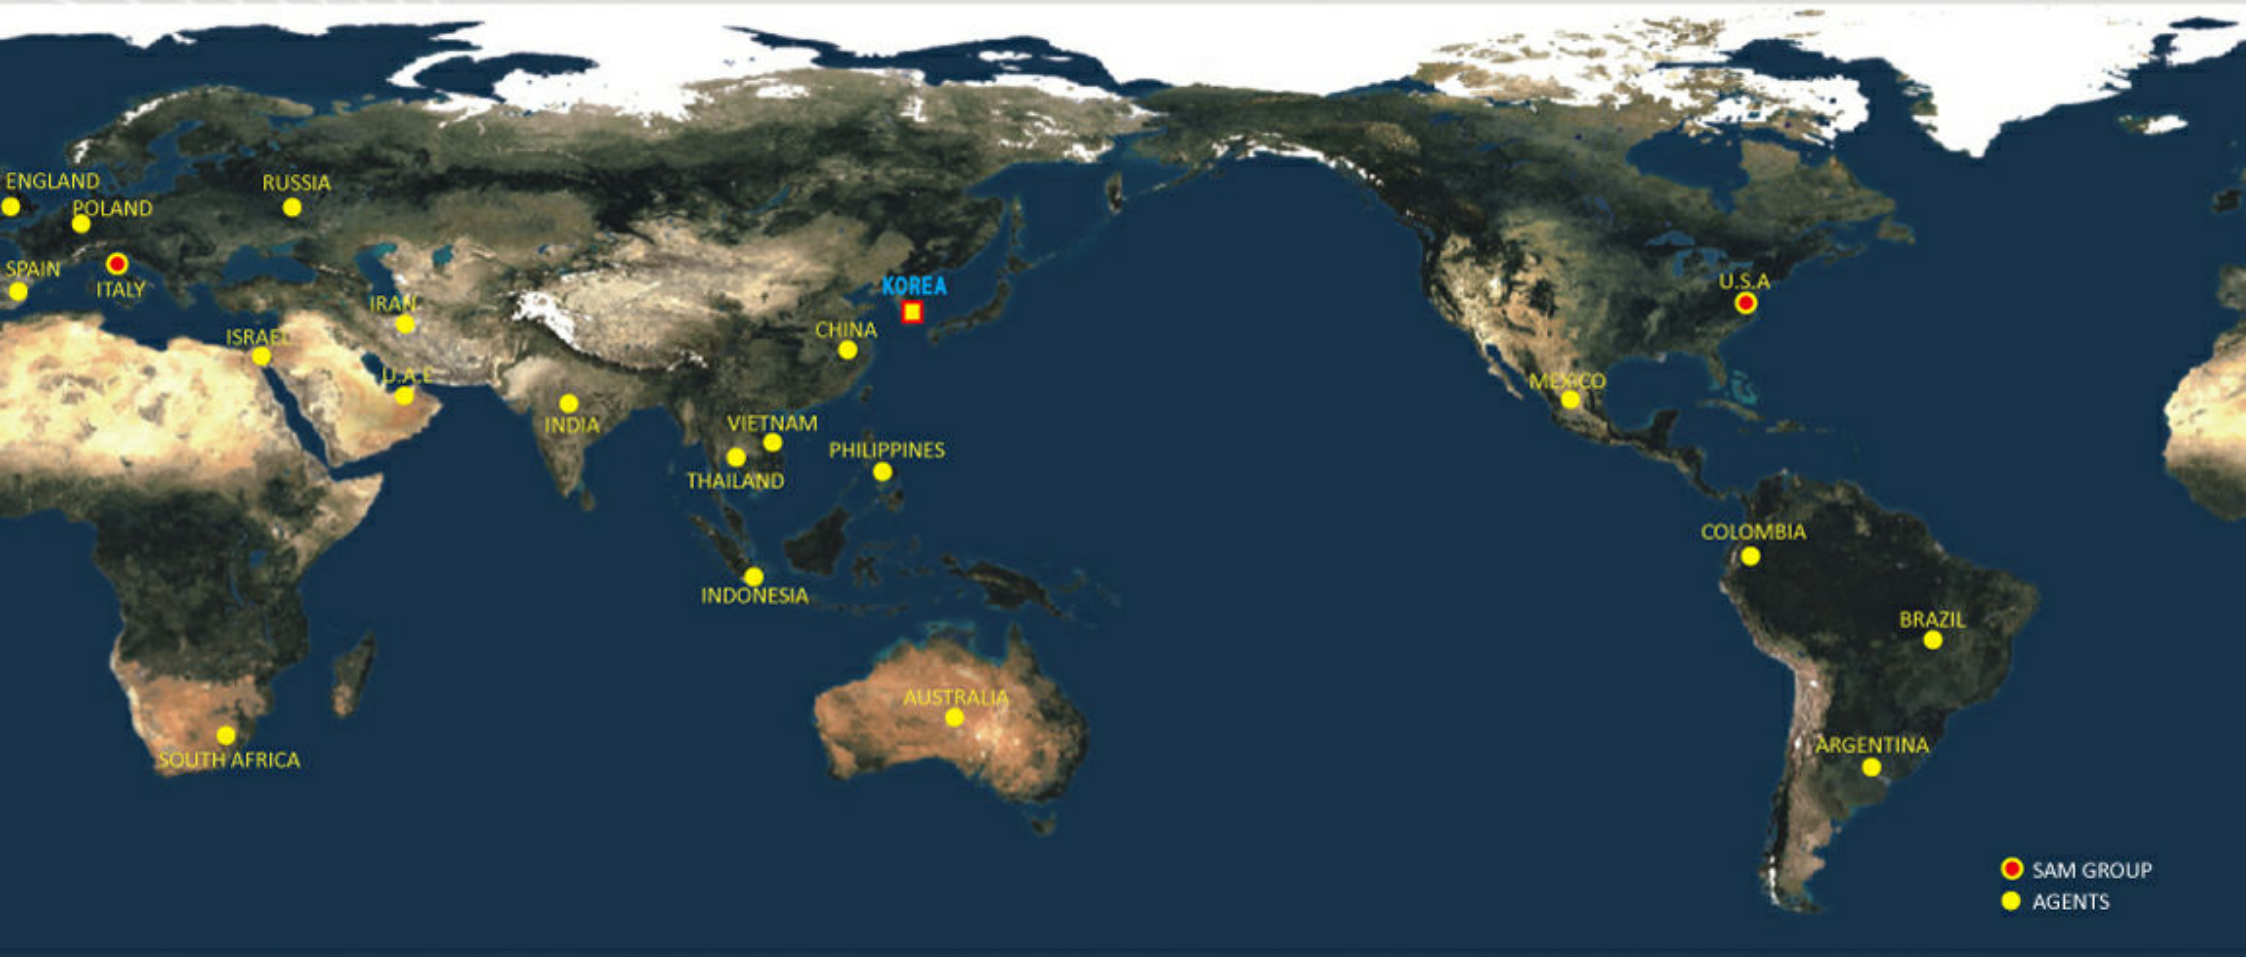 ENGLAND
RUSSIA
POLAND
SPAIN
ITALY
U.S.A
KOREA
IRAN
CHINA
ISRAEL
U.A.E
MEXICO
INDIA
VIETNAM
PHILIPPINES
THAILAND
COLOMBIA
INDONESIA
BRAZIL
AUSTRALIA
ARGENTINA
SOUTH AFRICA
SAM GROUP
AGENTS